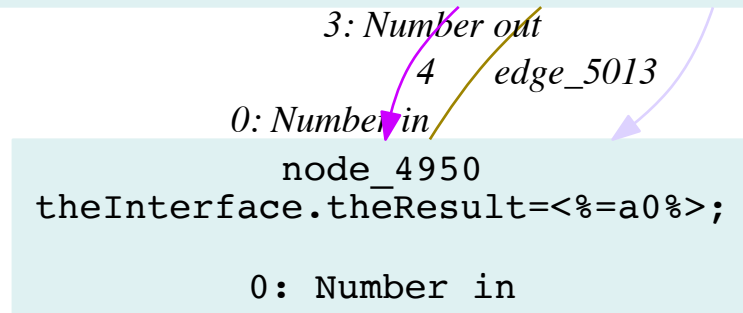 3: Number out
4 edge_5013
0: Number in
node_4950
theInterface.theResult=<%=a0%>;
0: Number in